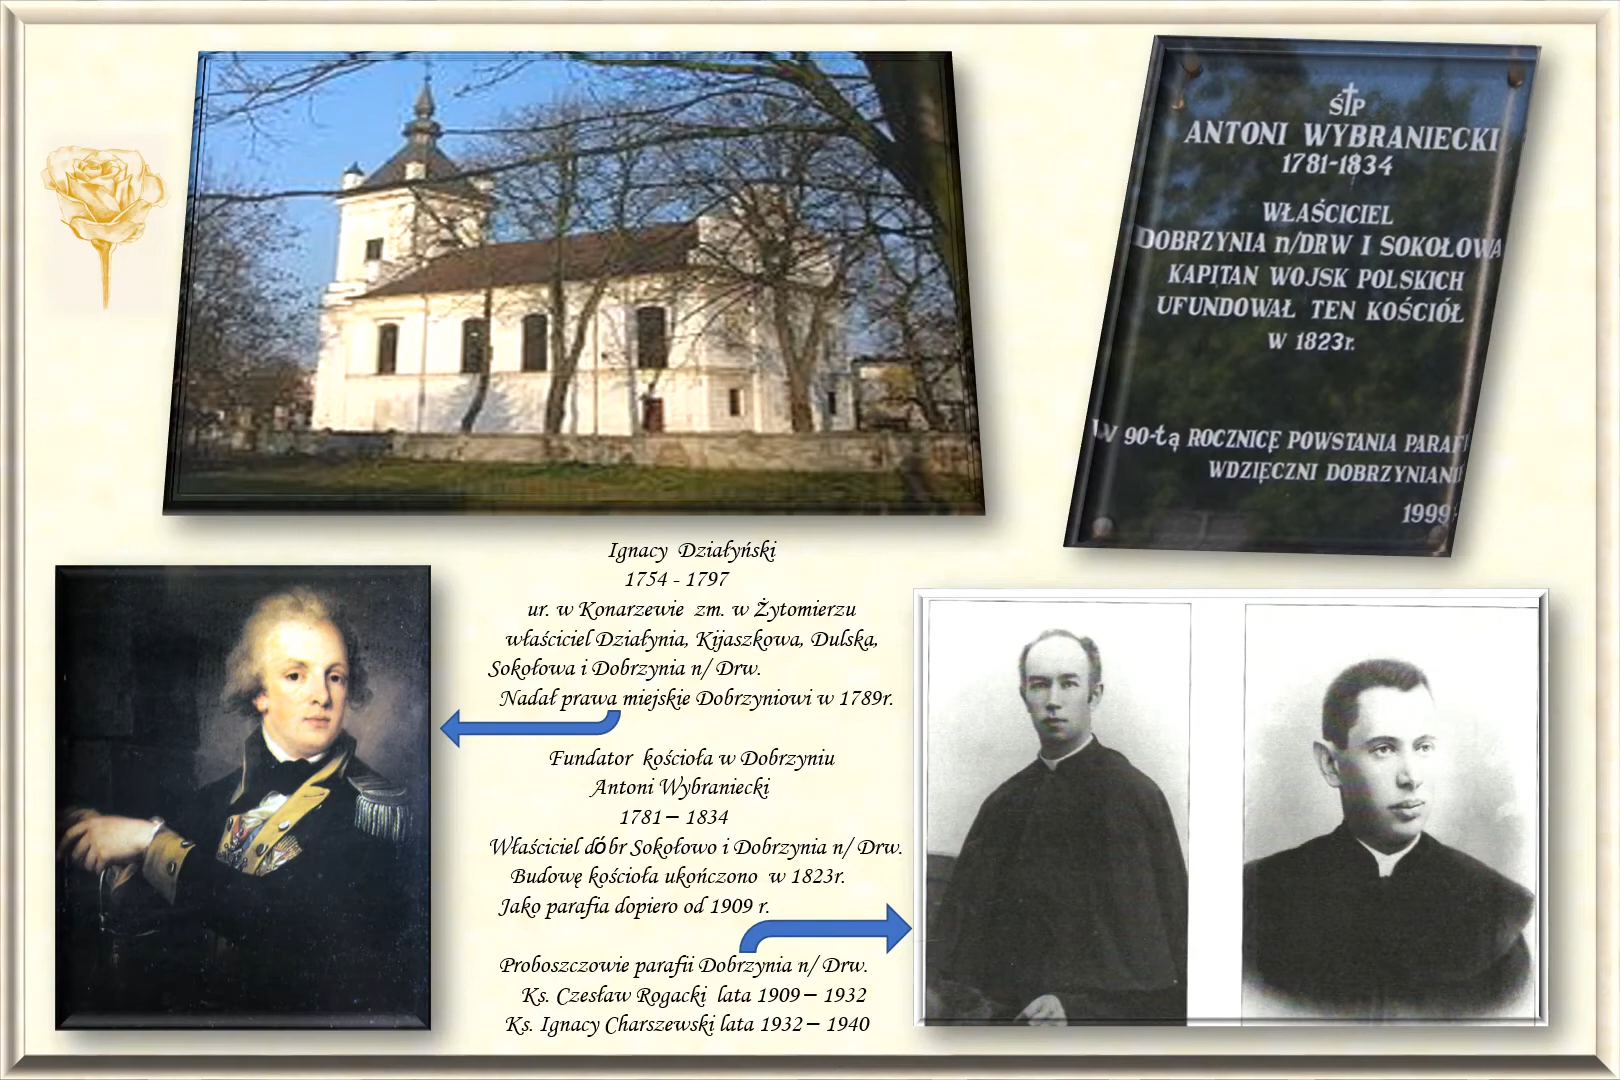 ŚP
ANTONI WYBRANIECKI
1781-1834
WŁAŚCICIEL
DOBRZYNIA n/DRW I SOKOŁOWA
KAPITAN WOJSK POLSKICH
UFUNDOWAŁ TEN KOŚCIÓŁ
w 1823r.
W 90-tą ROCZNICĘ POWSTANIA PARAFI
WDZIĘCZNI DOBRZYNIANI
1999
Ignacy Działyński
1754 - 1797
ur. w Konarzewie zm. w Żytomierzu
właściciel Działynia, Kijaszkowa, Dulska,
Sokołowa i Dobrzynia n/ Drw.
Nadał prawa miejskie Dobrzyniowi w 1789r.
Fundator kościoła w Dobrzyniu
Antoni Wybraniecki
1781 – 1834
Właściciel dóbr Sokołowo i Dobrzynia n/ Drw.
Budowę kościoła ukończono w 1823r.
Jako parafia dopiero od 1909 r.
Proboszczowie parafii Dobrzynia n/ Drw.
Ks. Czesław Rogacki lata 1909 – 1932
Ks. Ignacy Charszewski lata 1932 – 1940